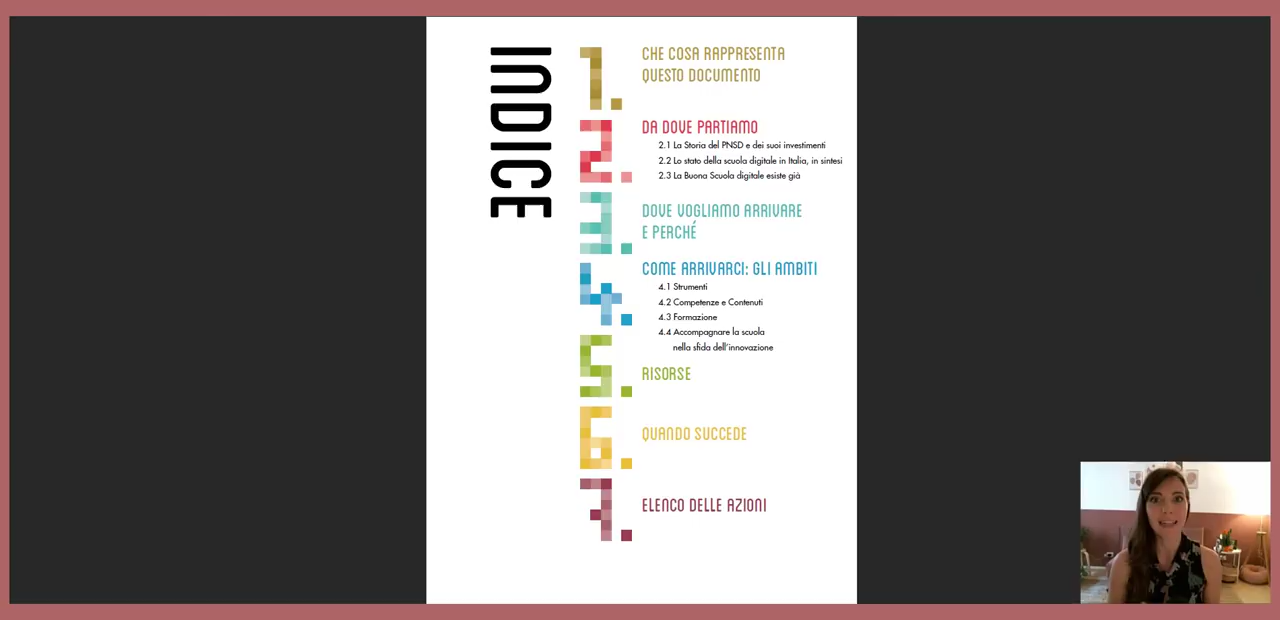 INDICE
1.
CHE COSA RAPPRESENTA
QUESTO DOCUMENTO
2.
DA DOVE PARTIAMO
2.1 La Storia del PNSD e dei suoi investimenti
2.2 Lo stato della scuola digitale in Italia, in sintesi
2.3 La Buona Scuola digitale esiste già
3.
DOVE VOGLIAMO ARRIVARE
E PERCHÉ
4.
COME ARRIVARCI: GLI AMBITI
4.1 Strumenti
4.2 Competenze e Contenuti
4.3 Formazione
4.4 Accompagnare la scuola
nella sfida dell'innovazione
5.
RISORSE
6.
QUANDO SUCCEDE
7.
ELENCO DELLE AZIONI